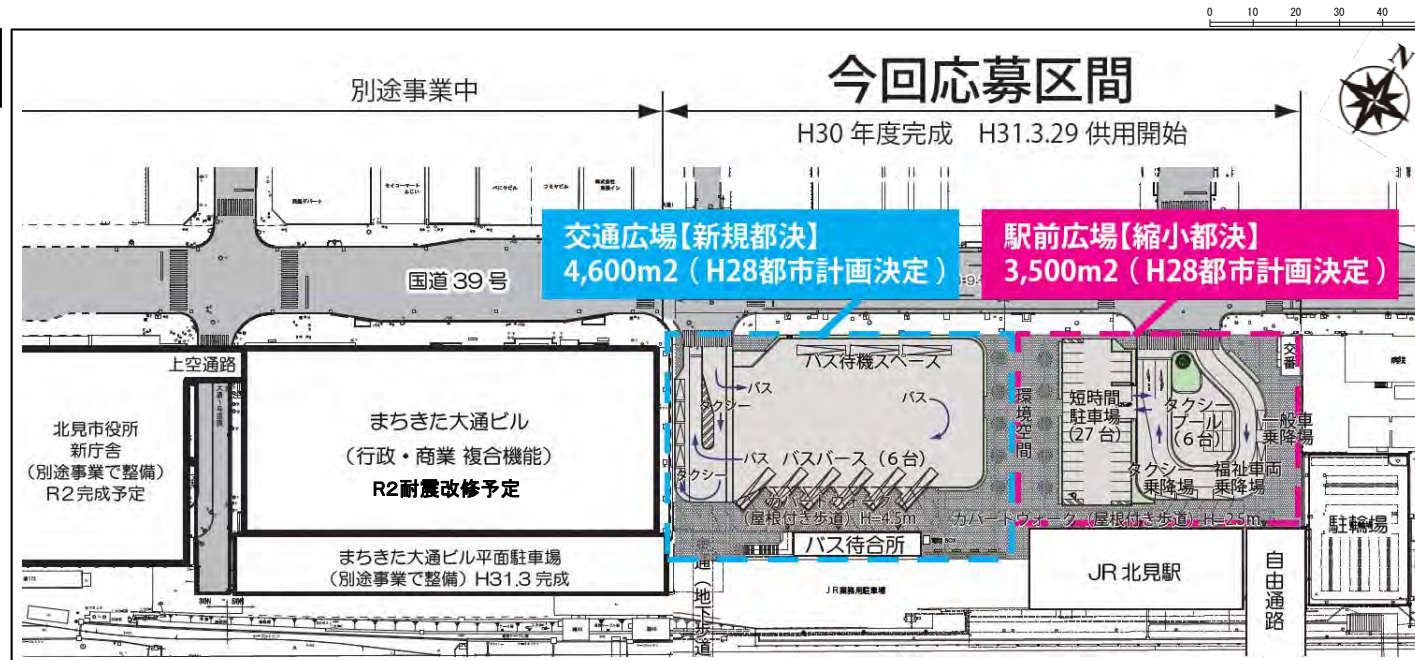 0 10 20 30 40
N
別途事業中
今回応募区間
H30 年度完成 H31.3.29 供用開始
交通広場【新規都決】
4,600m2（H28都市計画決定）
駅前広場【縮小都決】
3,500m2（H28都市計画決定）
国道 39 号
上空通路
北見市役所
新庁舎
（別途事業で整備）
R2完成予定
まちきた大通ビル
（行政・商業 複合機能）
R2耐震改修予定
まちきた大通ビル平面駐車場
（別途事業で整備）H31.3 完成
バス待機スペース
バス
タクシー
バス
バス
バスバース（6台）
タクシー
カバードウォーク
（屋根付き歩道）H=4.5m
バス待合所
環境空間
短時間
駐車場
（27 台）
タクシー
プール
（6台）
交番
一般車
乗降場
タクシー
乗降場
福祉車両
乗降場
カバードウォーク（屋根付き歩道）H=2.5m
JR 北見駅
JR業務用駐車場
自由通路
駐輪場
通（地下歩道